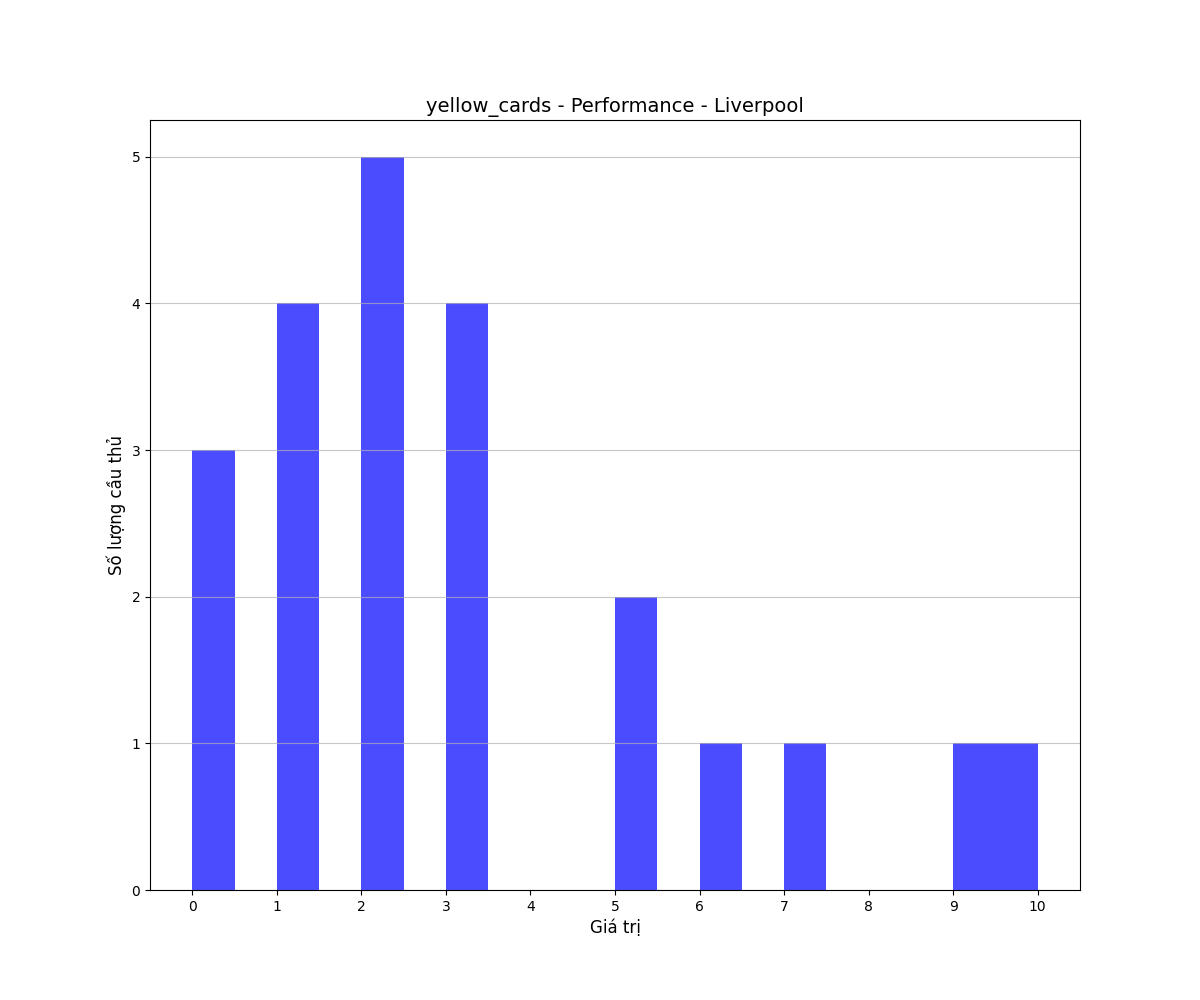 yellow_cards - Performance - Liverpool
Số lượng cầu thủ
5
4
3
2
1
0
0 1 2 3 4 5 6 7 8 9 10
Giá trị